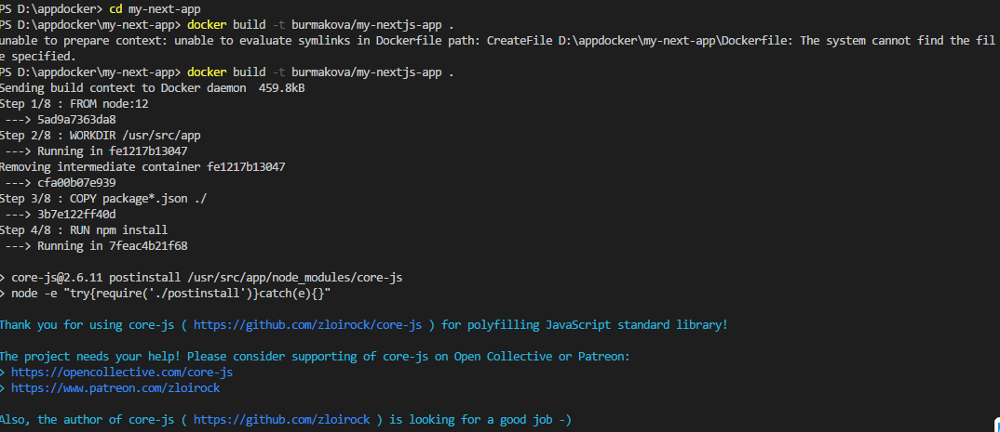 PS D:\appdocker> cd my-next-app
PS D:\appdocker\my-next-app> docker build -t burmakova/my-nextjs-app .
unable to prepare context: unable to evaluate symlinks in Dockerfile path: CreateFile D:\appdocker\my-next-app\Dockerfile: The system cannot find the fil
e specified.
PS D:\appdocker\my-next-app> docker build -t burmakova/my-nextjs-app .
Sending build context to Docker daemon  459.8kB
Step 1/8 : FROM node:12
 ---> 5ad9a7363da8
Step 2/8 : WORKDIR /usr/src/app
 ---> Running in fe1217b13047
Removing intermediate container fe1217b13047
 ---> cfa00b07e939
Step 3/8 : COPY package*.json ./
 ---> 3b7e122ff40d
Step 4/8 : RUN npm install
 ---> Running in 7feac4b21f68
> core-js@2.6.11 postinstall /usr/src/app/node_modules/core-js
> node -e "try{require('./postinstall')}catch(e){}"
Thank you for using core-js ( https://github.com/zloirock/core-js ) for polyfilling JavaScript standard library!
The project needs your help! Please consider supporting of core-js on Open Collective or Patreon:
> https://opencollective.com/core-js
> https://www.patreon.com/zloirock
Also, the author of core-js ( https://github.com/zloirock ) is looking for a good job -)